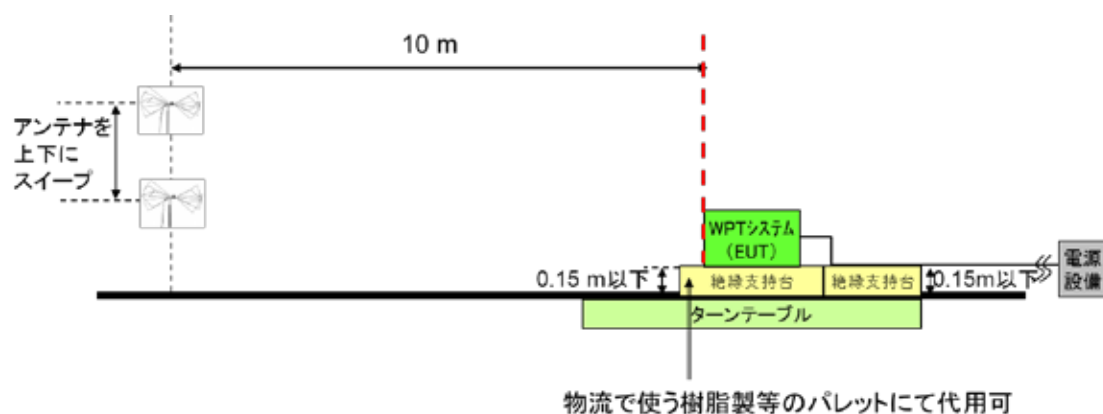 10 m
アンテナを
上下に
スイープ
WPTシステム
(EUT)
0.15 m以下
絶縁支持台
絶縁支持台
0.15m以下
電源
設備
ターンテーブル
物流で使う樹脂製等のパレットにて代用可